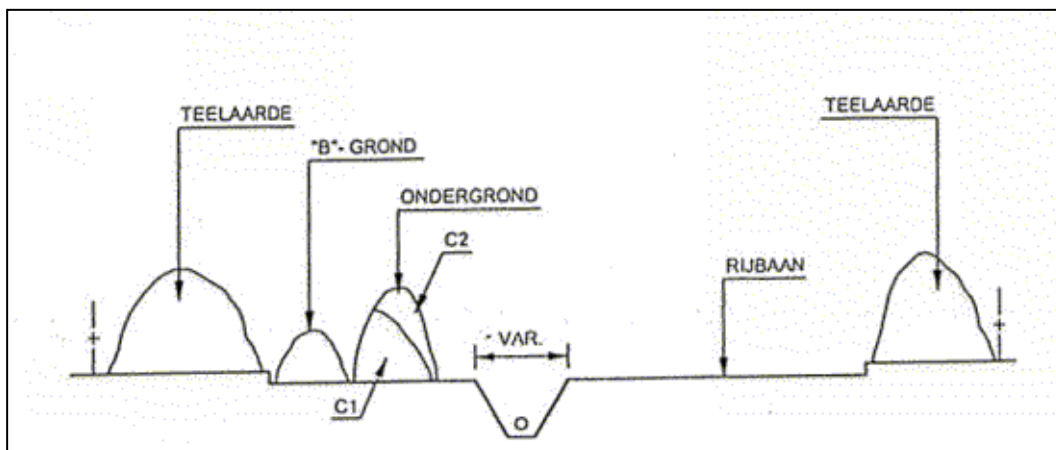 TEELAARDE
TEELAARDE
"B"- GROND
ONDERGROND
C2
RIJBAAN
- VAR.
C1
O